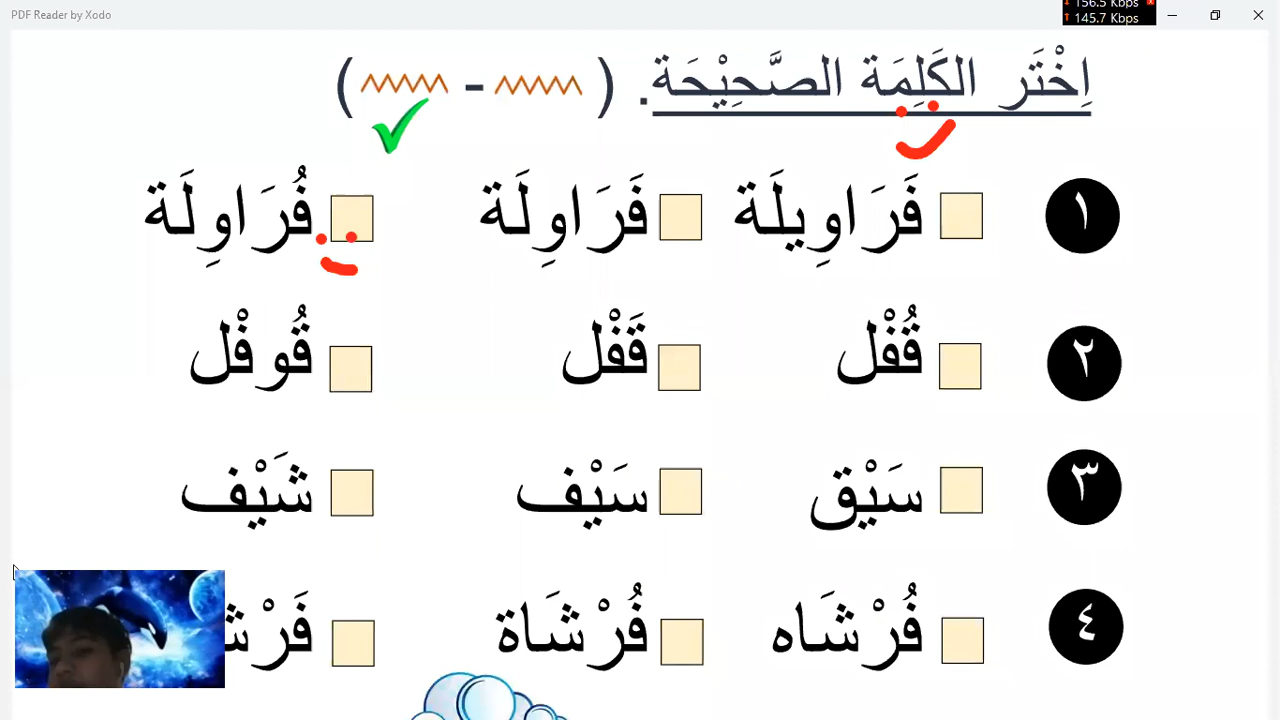 PDF Reader by Xodo
156.5 Kbps
145.7 Kbps
اِخْتَر الكَلِمَة الصَّحِيْحَة. ( - )
١ فَرَاوِيلَة فَرَاوِلَة فُرَاوِلَة
٢ قُفْل قَفْل قُوفْل
٣ سَيْق سَيْف شَيْف
٤ فُرْشَاه فُرْشَاة